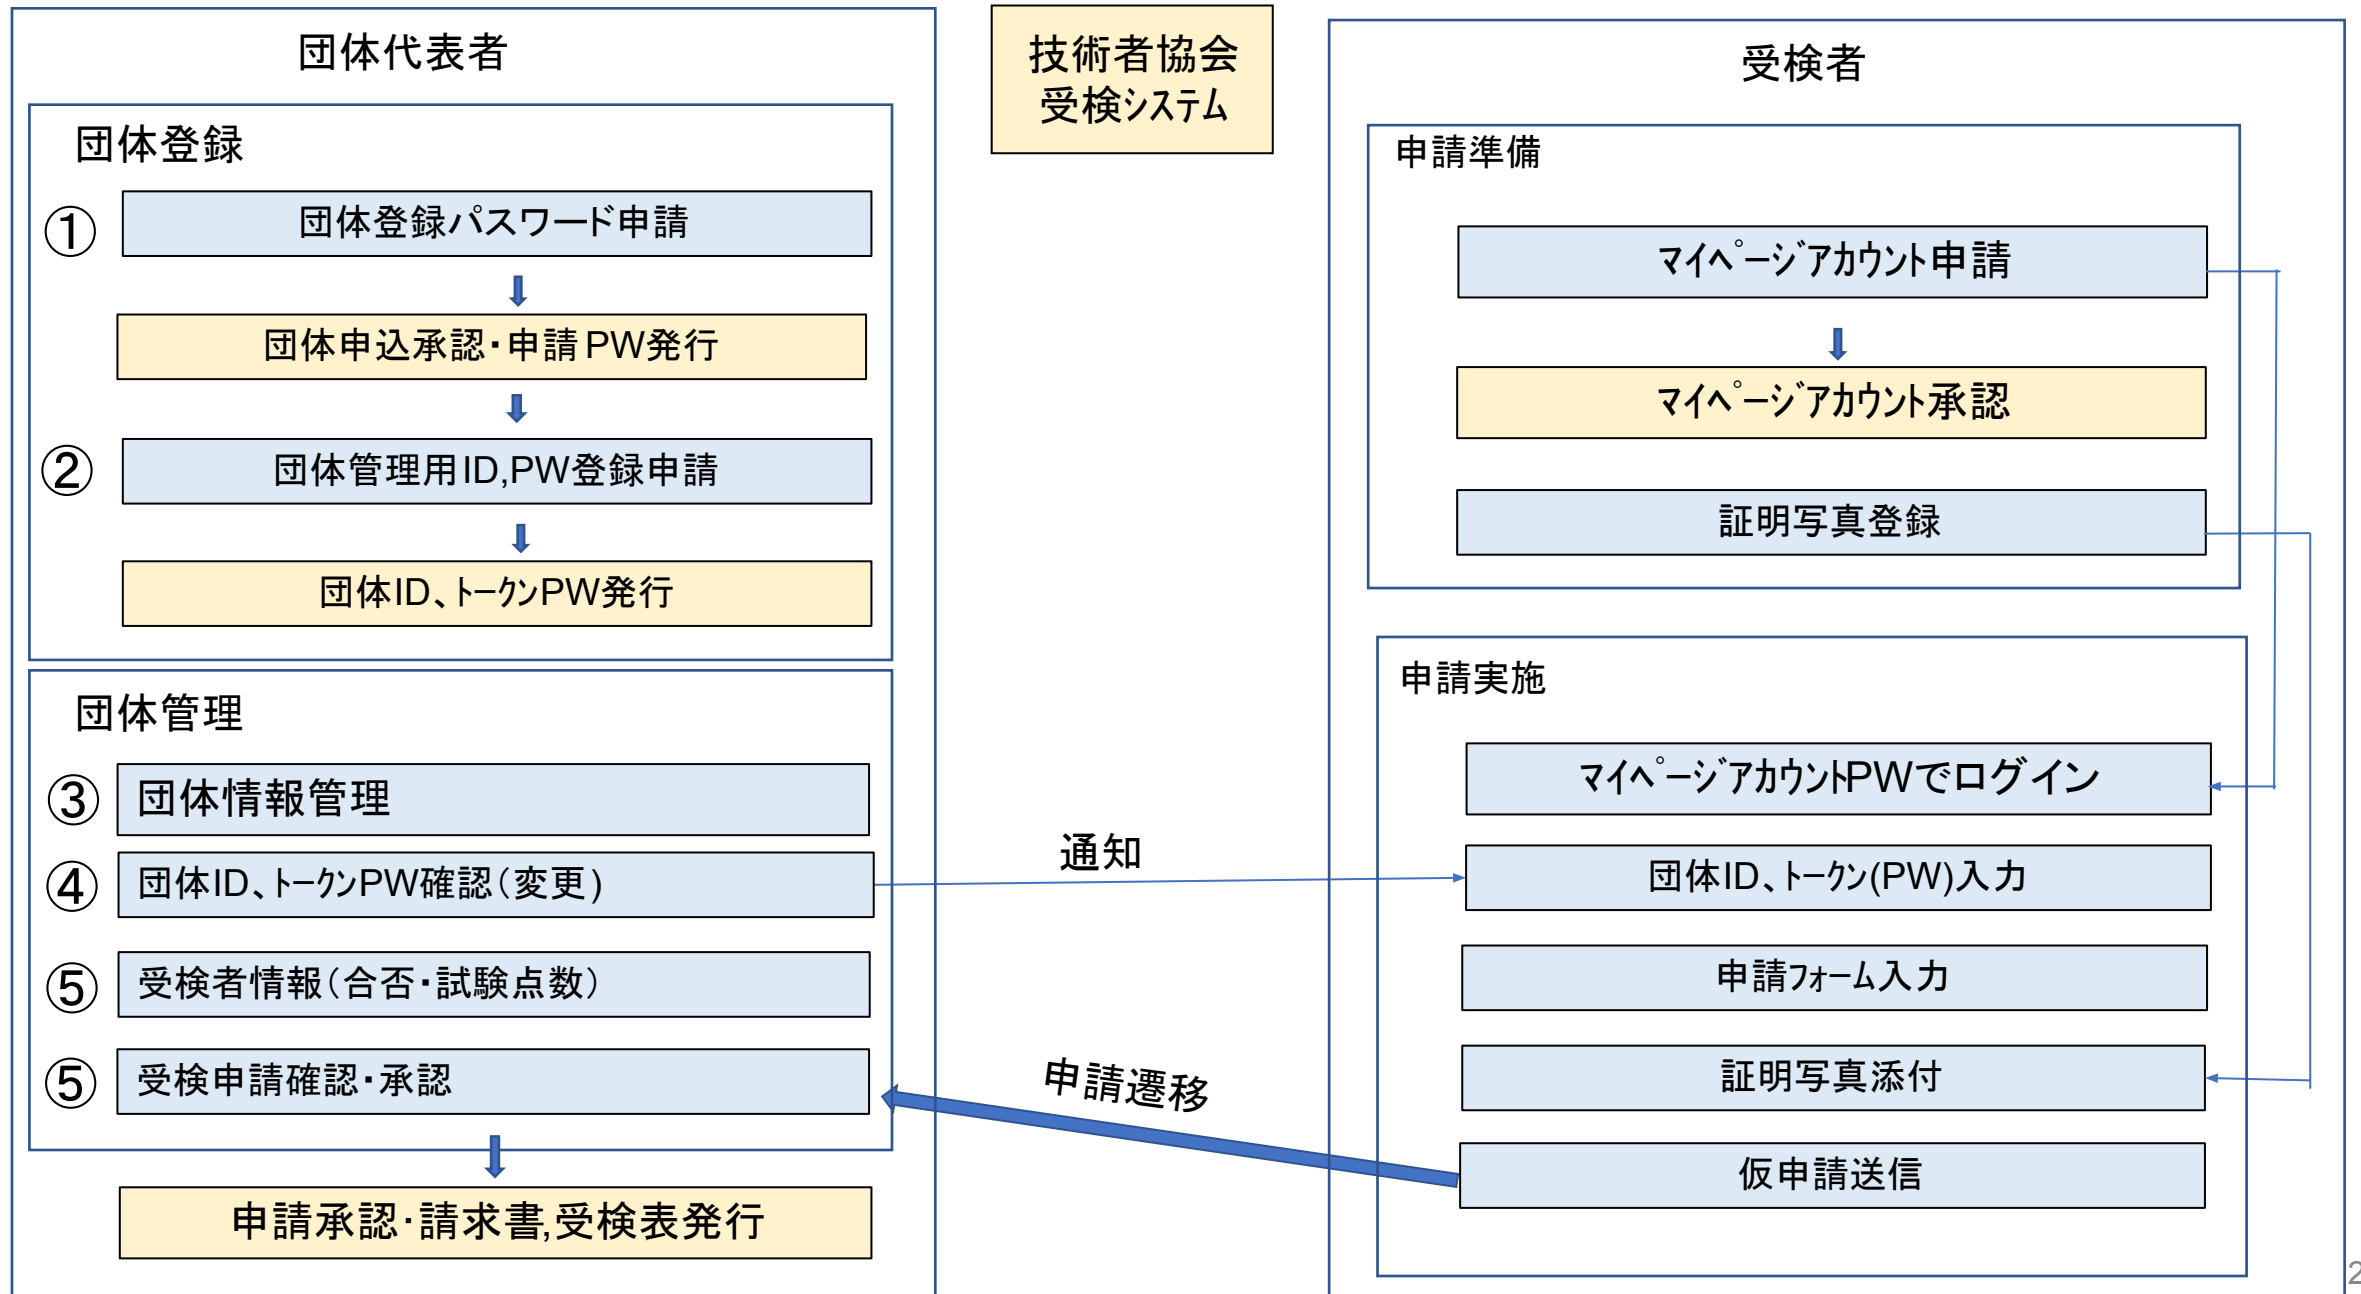 団体代表者
団体登録
①
団体登録パスワード申請
団体申込承認・申請PW発行
②
団体管理用ID,PW登録申請
団体ID、ﾄｰｸﾝPW発行
団体管理
③
団体情報管理
④
団体ID、ﾄｰｸﾝPW確認(変更)
⑤
受検者情報(合否・試験点数)
⑤
受検申請確認・承認
申請承認・請求書,受検表発行
技術者協会
受検ｼｽﾃﾑ
通知
申請遷移
受検者
申請準備
ﾏｲﾍﾟｰｼﾞｱｶｳﾝﾄ申請
ﾏｲﾍﾟｰｼﾞｱｶｳﾝﾄ承認
証明写真登録
申請実施
ﾏｲﾍﾟｰｼﾞｱｶｳﾝﾄPWでログイン
団体ID、ﾄｰｸﾝ(PW)入力
申請ﾌｫｰﾑ入力
証明写真添付
仮申請送信
2